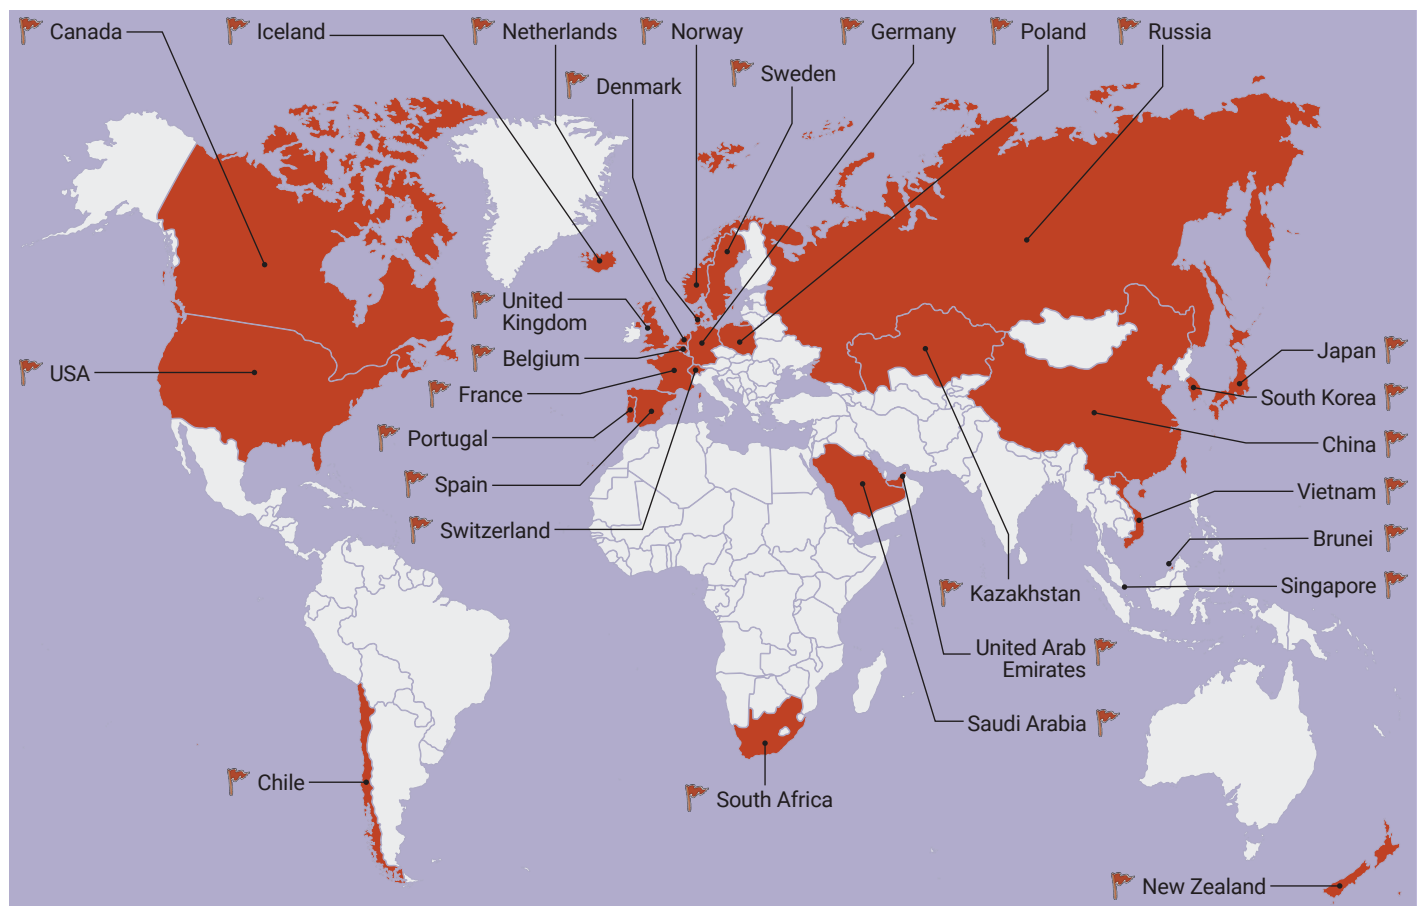 Canada
Iceland
Netherlands
Norway
Germany
Poland
Russia
Sweden
Denmark
United
Kingdom
Belgium
USA
France
Portugal
Spain
Switzerland
Japan
South Korea
China
Vietnam
Brunei
Singapore
Kazakhstan
United Arab
Emirates
Saudi Arabia
Chile
South Africa
New Zealand